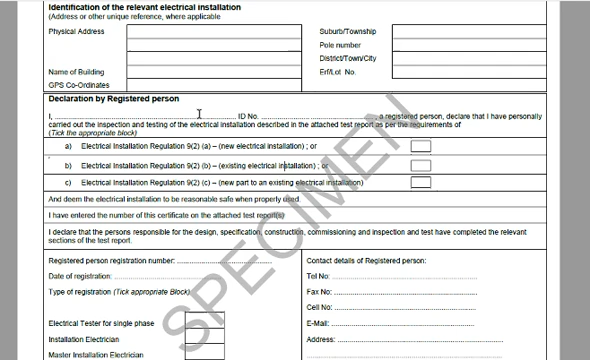 Identification of the relevant electrical installation
(Address or other unique reference, where applicable
Physical Address
Suburb/Township
Pole number
District/Town/City
Name of Building
Erf/Lot No.
GPS Co-Ordinates
Declaration by Registered person
I, ........................ ID No. ........................ a registered person, declare that I have personally
carried out the inspection and testing of the electrical installation described in the attached test report as per the requirements of
(Tick the appropriate block)
a) Electrical Installation Regulation 9(2) (a) – (new electrical installation) ; or
b) Electrical Installation Regulation 9(2) (b) – (existing electrical installation) ; or
c) Electrical Installation Regulation 9(2) (c) – (new part to an existing electrical installation)
And deem the electrical installation to be reasonable safe when properly used.
I have entered the number of this certificate on the attached test report(s)
I declare that the persons responsible for the design, specification, construction, commissioning and inspection and test have completed the relevant
sections of the test report.
Registered person registration number: ........................
Date of registration: ........................
Type of registration (Tick appropriate Block)
Electrical Tester for single phase
Installation Electrician
Master Installation Electrician
Contact details of Registered person:
Tel No: ........................
Fax No: ........................
Cell No: ........................
E-Mail: ........................
Address: ........................
SPECIMEN